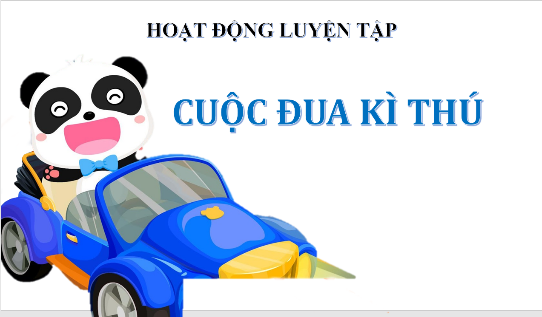 HOẠT ĐỘNG LUYỆN TẬP
CUỘC ĐUA KÌ THÚ